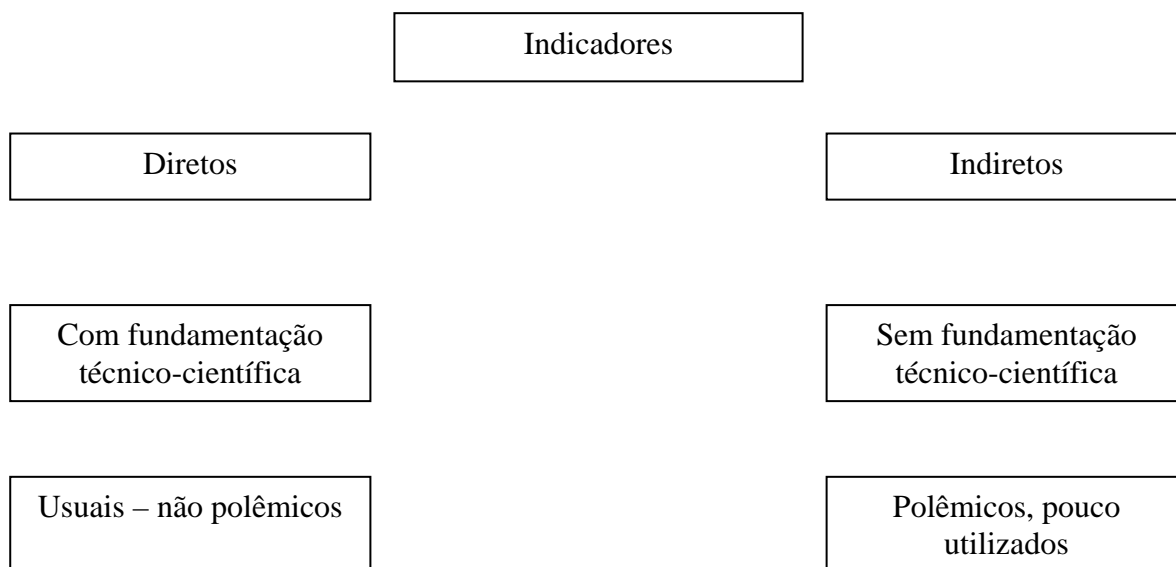 Indicadores
Diretos
Indiretos
Com fundamentação
técnico-científica
Sem fundamentação
técnico-científica
Usuais – não polêmicos
Polêmicos, pouco
utilizados